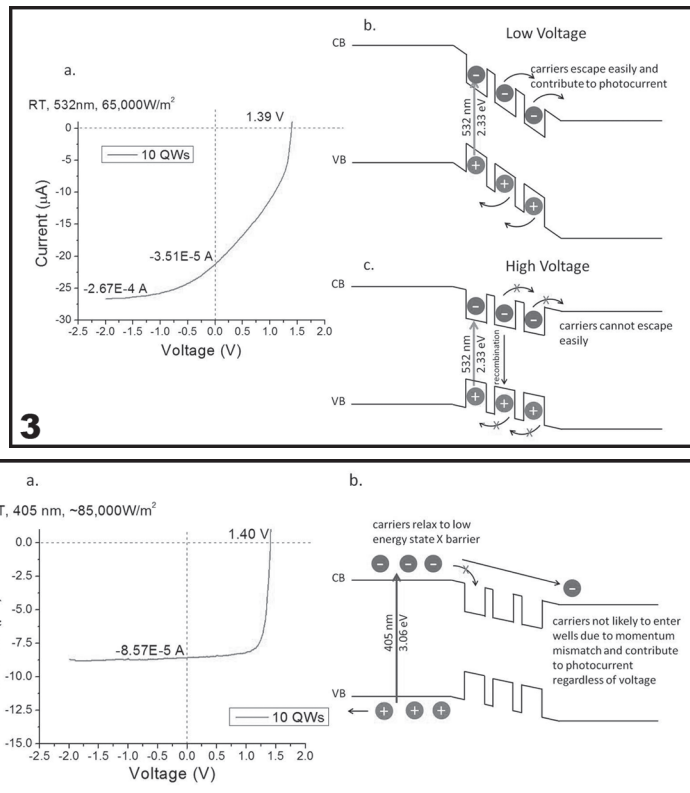 a.
RT, 532nm, 65,000W/m²
1.39 V
10 QWs
0
-5
-10
-15
-20
-25
-30
-3.51E-5 A
-2.67E-4 A
Current (µA)
-2.5 -2.0 -1.5 -1.0 -0.5 0.0 0.5 1.0 1.5 2.0
Voltage (V)
3
b.
Low Voltage
CB
carriers escape easily and
contribute to photocurrent
532 nm
2.33 eV
VB
c.
High Voltage
CB
carriers cannot escape
easily
532 nm
2.33 eV
recombination
VB
a.
T, 405 nm, ~85,000W/m²
1.40 V
0.0
-2.5
-5.0
-7.5
-10.0
-12.5
-15.0
-8.57E-5 A
10 QWs
-2.5 -2.0 -1.5 -1.0 -0.5 0.0 0.5 1.0 1.5 2.0
Voltage (V)
b.
carriers relax to low
energy state X barrier
CB
405 nm
3.06 eV
carriers not likely to enter
wells due to momentum
mismatch and contribute
to photocurrent
regardless of voltage
VB